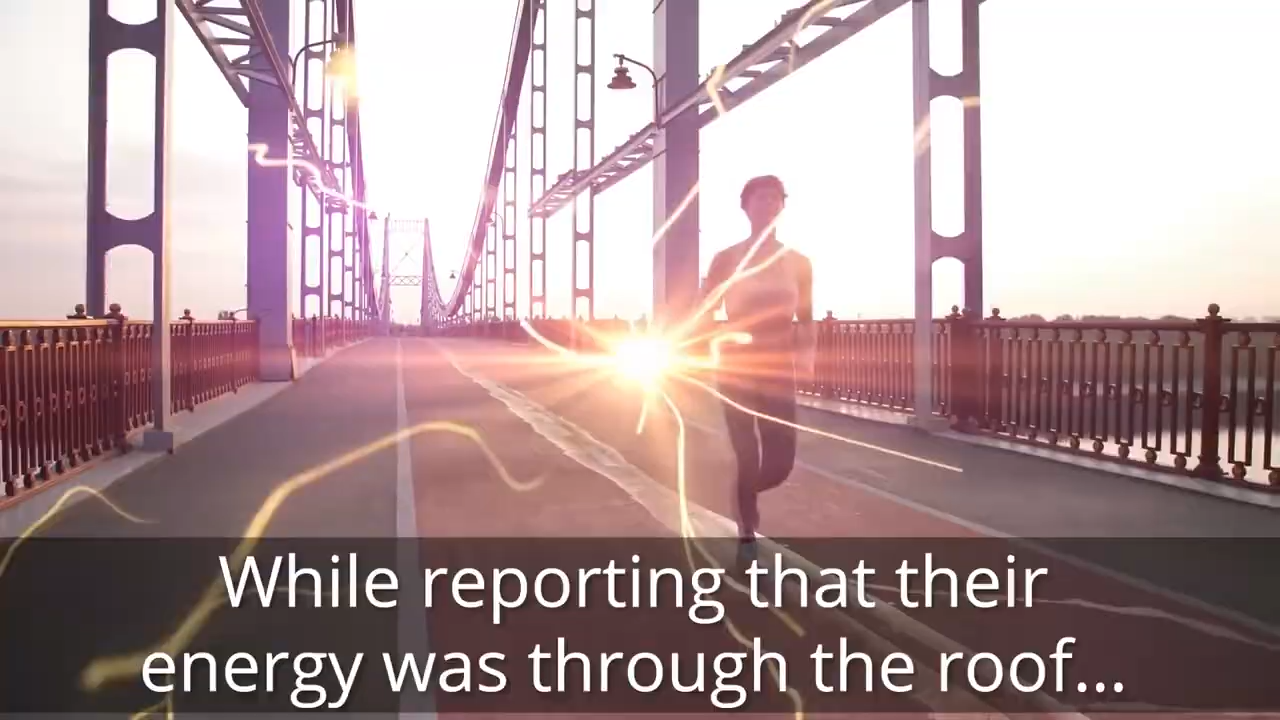 While reporting that their
energy was through the roof...